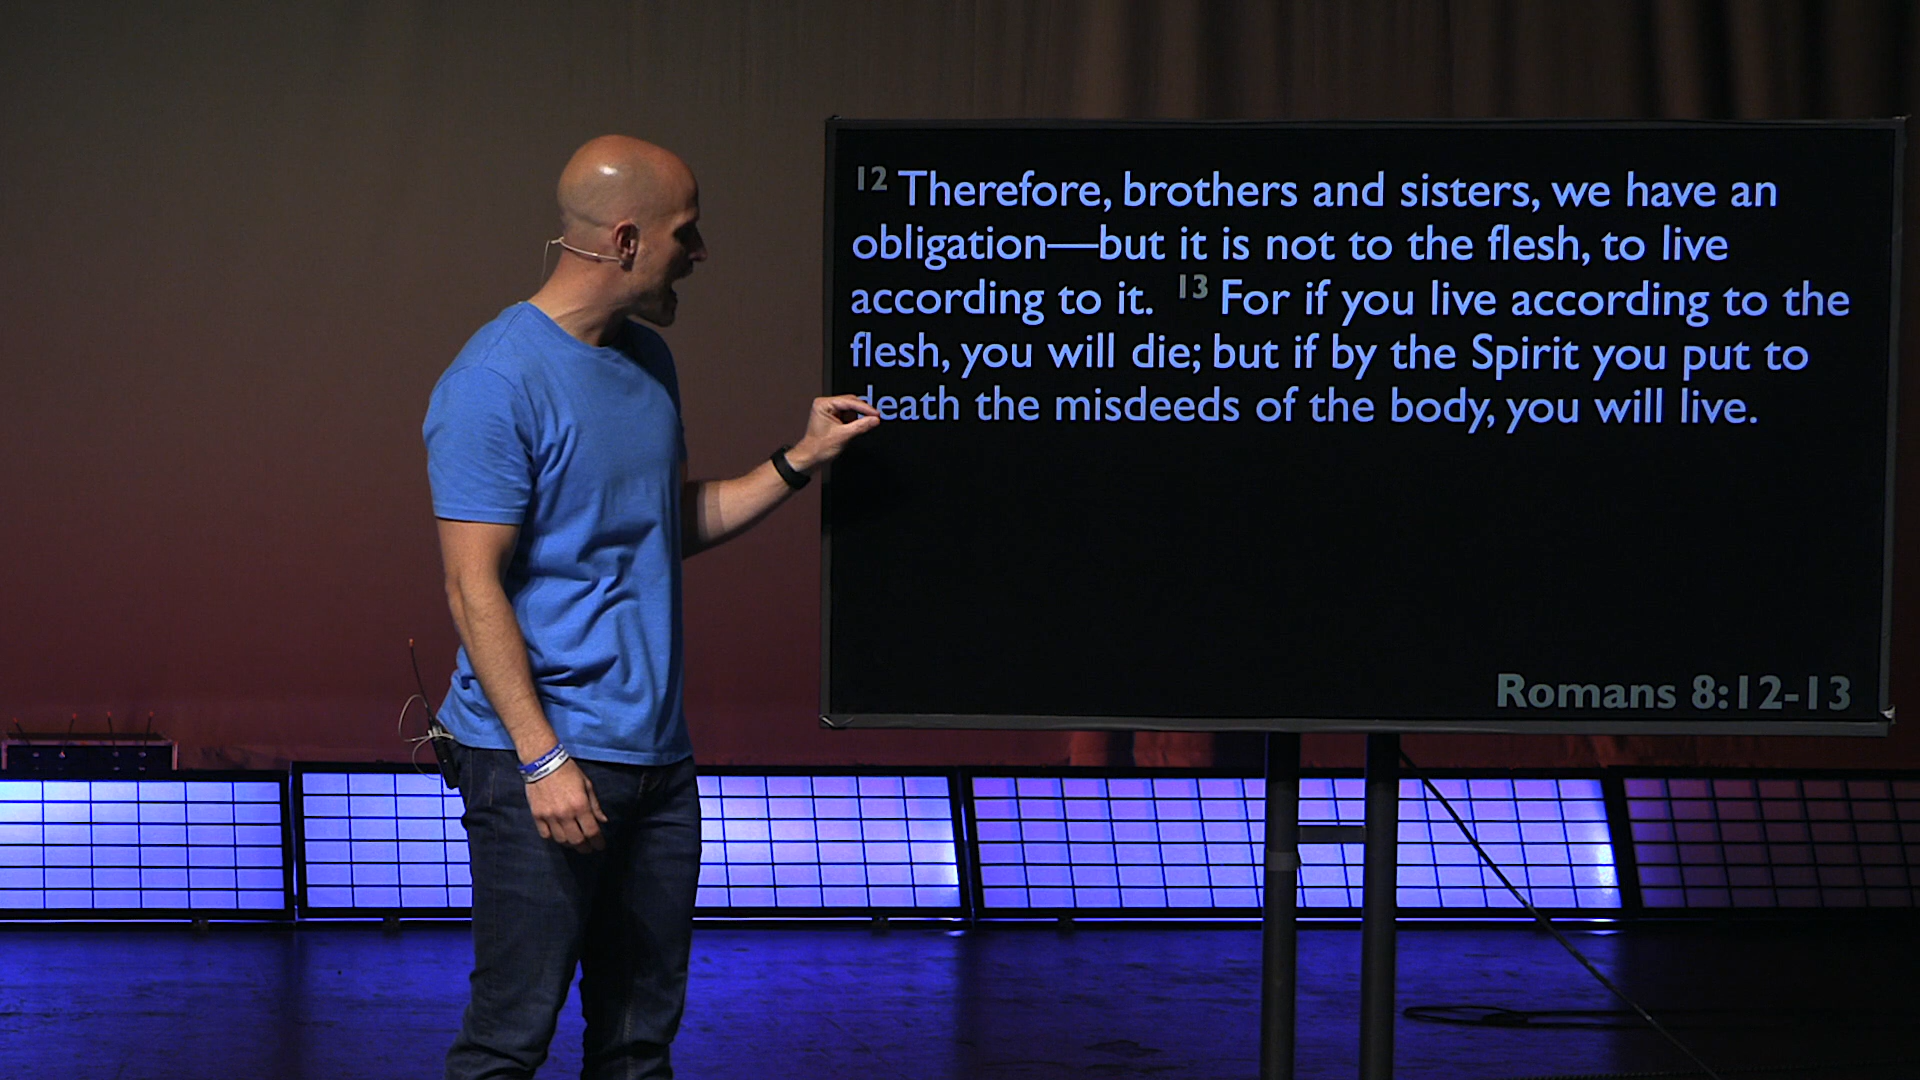 12 Therefore, brothers and sisters, we have an
obligation—but it is not to the flesh, to live
according to it. 13 For if you live according to the
flesh, you will die; but if by the Spirit you put to
death the misdeeds of the body, you will live.
Romans 8:12-13